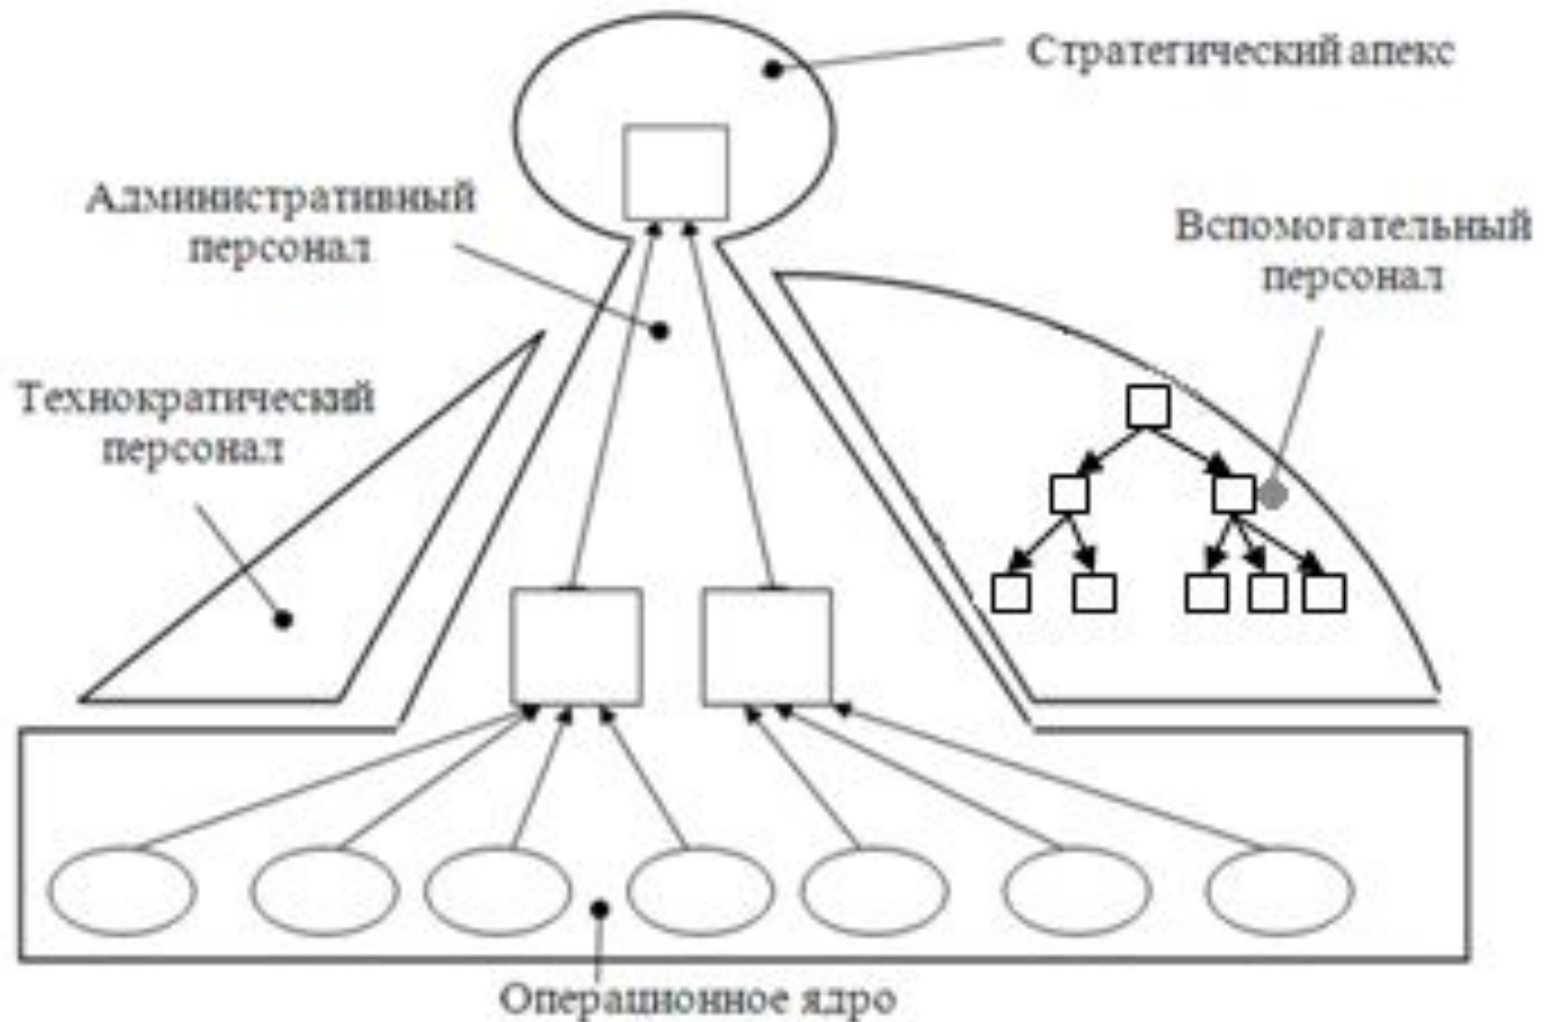 Стратегический апекс
Административный
персонал
Вспомогательный
персонал
Технократический
персонал
Операционное ядро